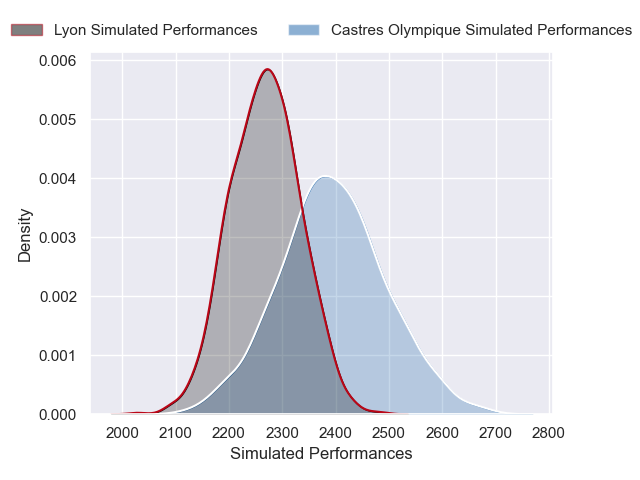 Lyon Simulated Performances Castres Olympique Simulated Performances
0.006
0.005
0.004
0.003
0.002
0.001
0.000
Density
2000 2100 2200 2300 2400 2500 2600 2700 2800
Simulated Performances